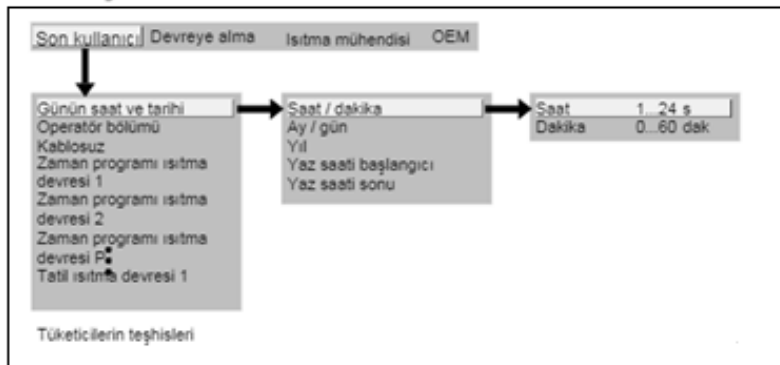 Son kullanıcı Devreye alma Isıtma mühendisi OEM
Günün saat ve tarihi
Operatör bölümü
Kablosuz
Zaman programı ısıtma
devresi 1
Zaman programı ısıtma
devresi 2
Zaman programı ısıtma
devresi P
Tatil ısıtma devresi 1
Saat / dakika
Ay / gün
Yıl
Yaz saati başlangıcı
Yaz saati sonu
Saat 1...24 s
Dakika 0...60 dak
Tüketicilerin teşhisleri